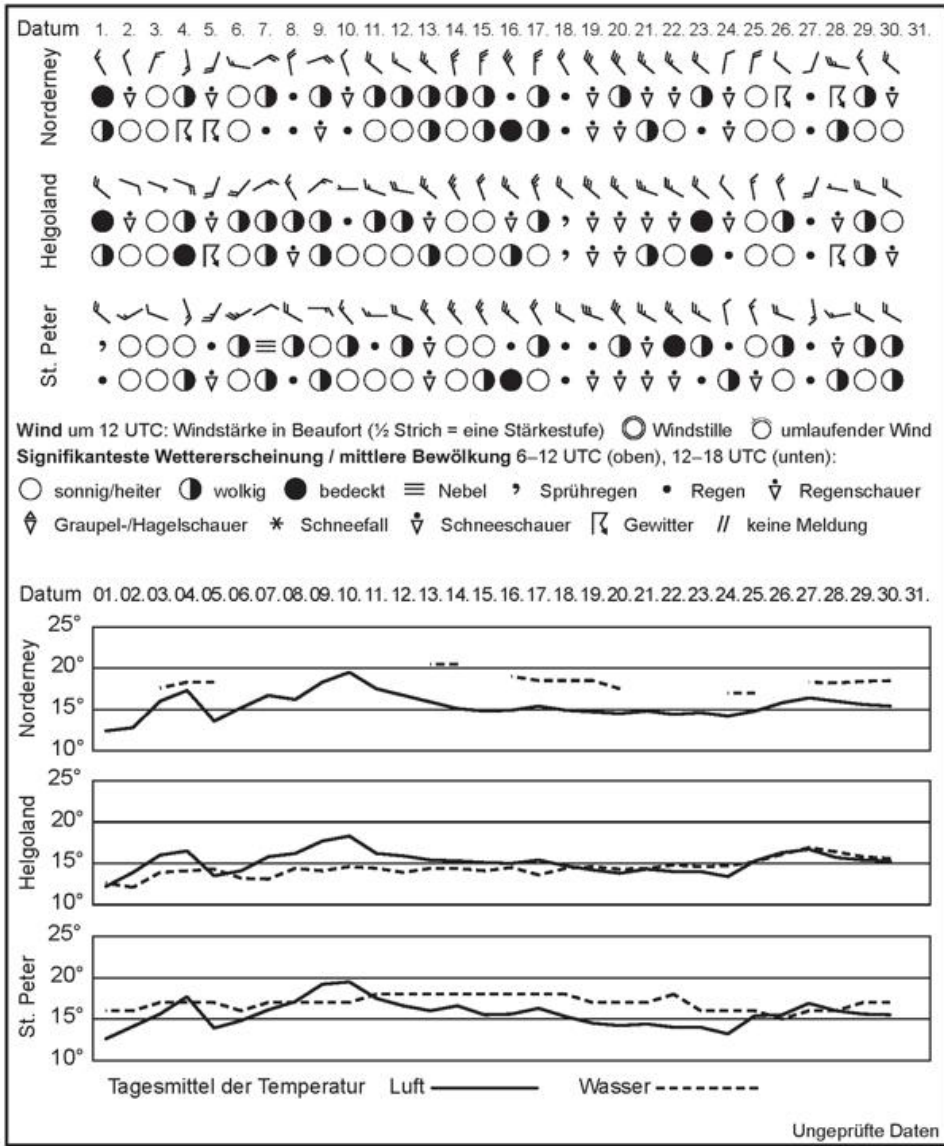 Datum 1. 2. 3. 4. 5. 6. 7. 8. 9. 10. 11. 12. 13. 14. 15. 16. 17. 18. 19. 20. 21. 22. 23. 24. 25. 26. 27. 28. 29. 30. 31.
Norderney
Helgoland
St. Peter
Wind um 12 UTC: Windstärke in Beaufort (½ Strich = eine Stärkestufe) Windstille umlaufender Wind
Signifikanteste Wettererscheinung / mittlere Bewölkung 6–12 UTC (oben), 12–18 UTC (unten):
sonnig/heiter wolkig bedeckt Nebel Sprühregen Regen Regenschauer
Graupel-/Hagelschauer Schneefall Schneeschauer Gewitter keine Meldung
Datum 01. 02. 03. 04. 05. 06. 07. 08. 09. 10. 11. 12. 13. 14. 15. 16. 17. 18. 19. 20. 21. 22. 23. 24. 25. 26. 27. 28. 29. 30. 31.
Norderney
25°
20°
15°
10°
Helgoland
25°
20°
15°
10°
St. Peter
25°
20°
15°
10°
Tagesmittel der Temperatur Luft Wasser
Ungeprüfte Daten